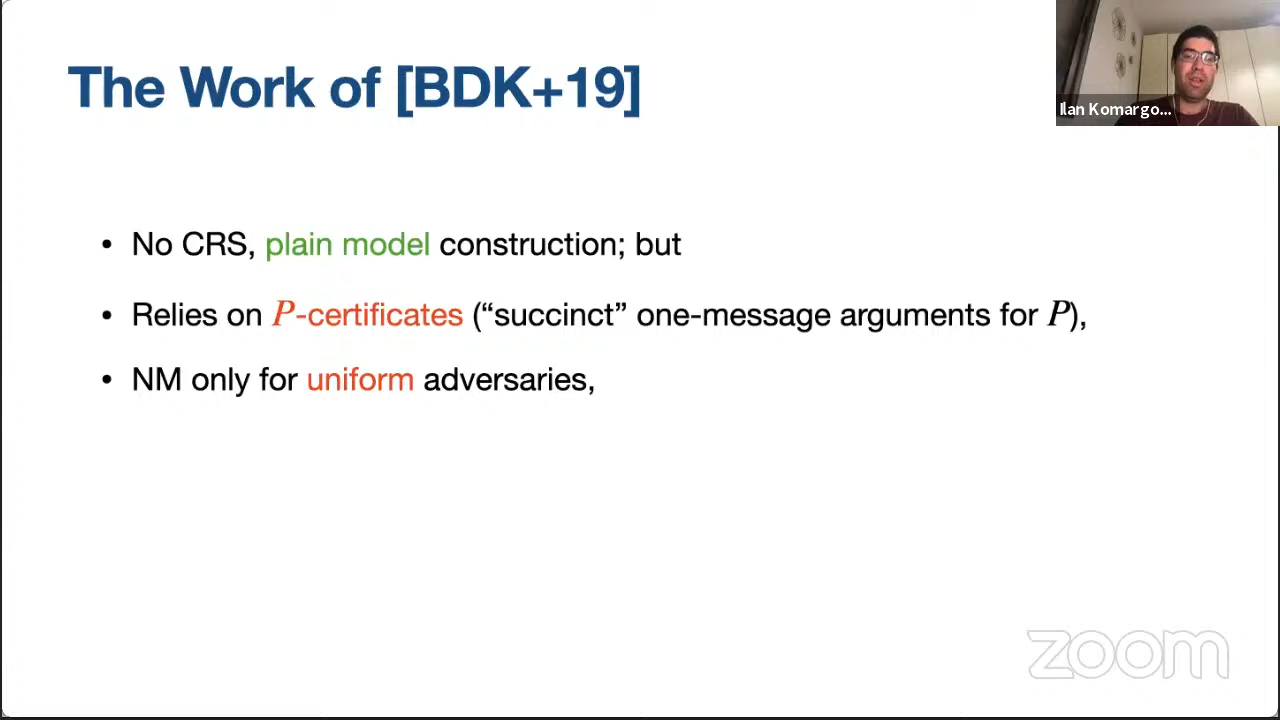 The Work of [BDK+19]
Ilan Komargo...
• No CRS, plain model construction; but
• Relies on P-certificates (“succinct” one-message arguments for P),
• NM only for uniform adversaries,
zoom